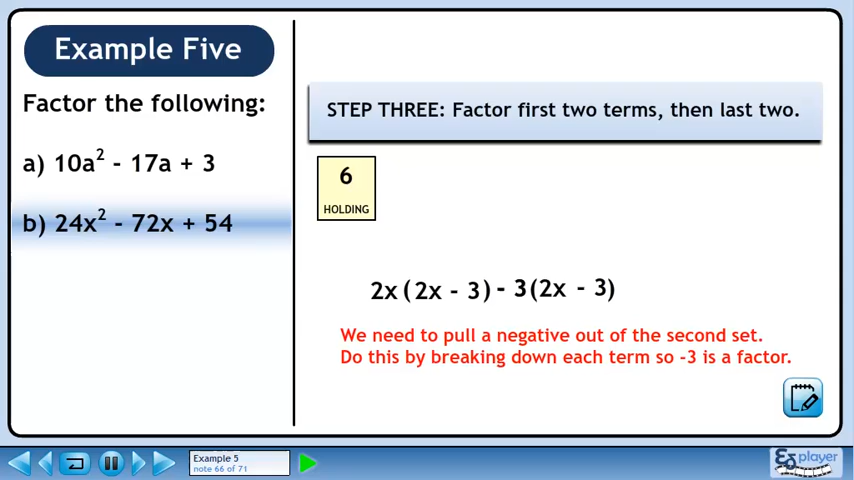 Example Five
Factor the following:
a) 10a² - 17a + 3
b) 24x² - 72x + 54
STEP THREE: Factor first two terms, then last two.
6
HOLDING
2x (2x - 3) - 3(2x - 3)
We need to pull a negative out of the second set.
Do this by breaking down each term so -3 is a factor.
Example 5
note 66 of 71
player